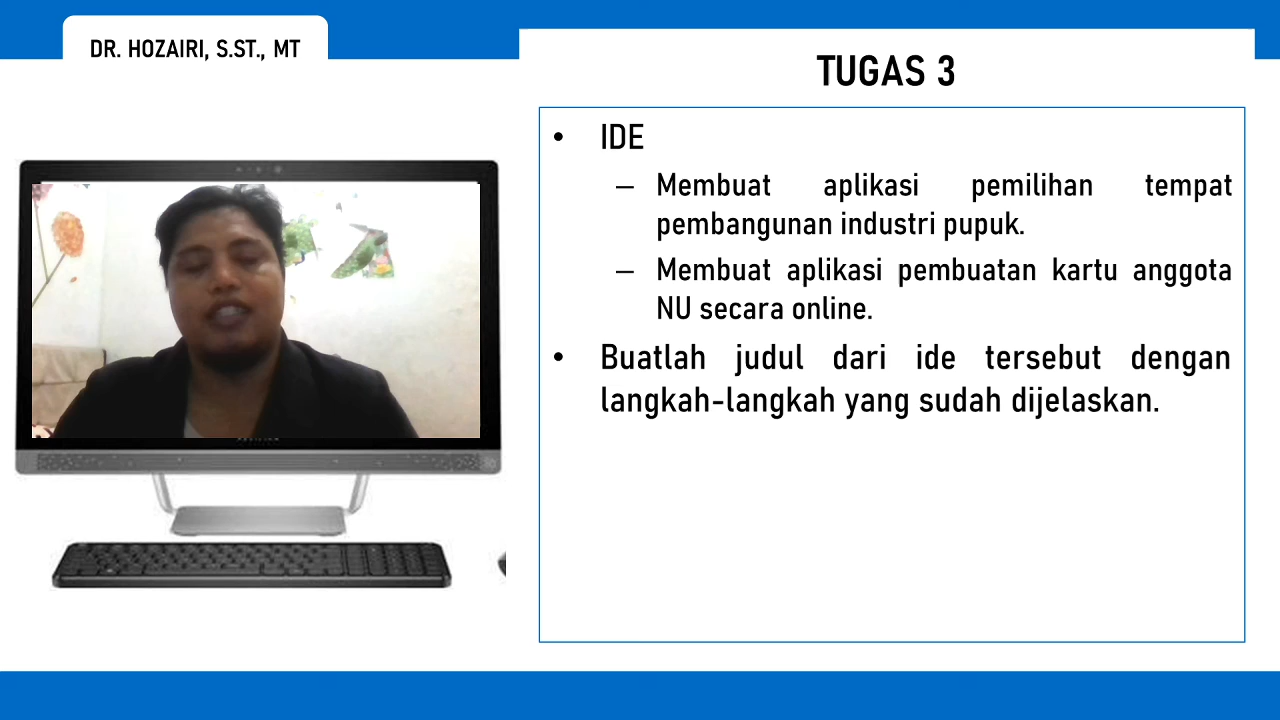 DR. HOZAIRI, S.ST., MT
TUGAS 3
• IDE
– Membuat aplikasi pemilihan tempat
pembangunan industri pupuk.
– Membuat aplikasi pembuatan kartu anggota
NU secara online.
• Buatlah judul dari ide tersebut dengan
langkah-langkah yang sudah dijelaskan.